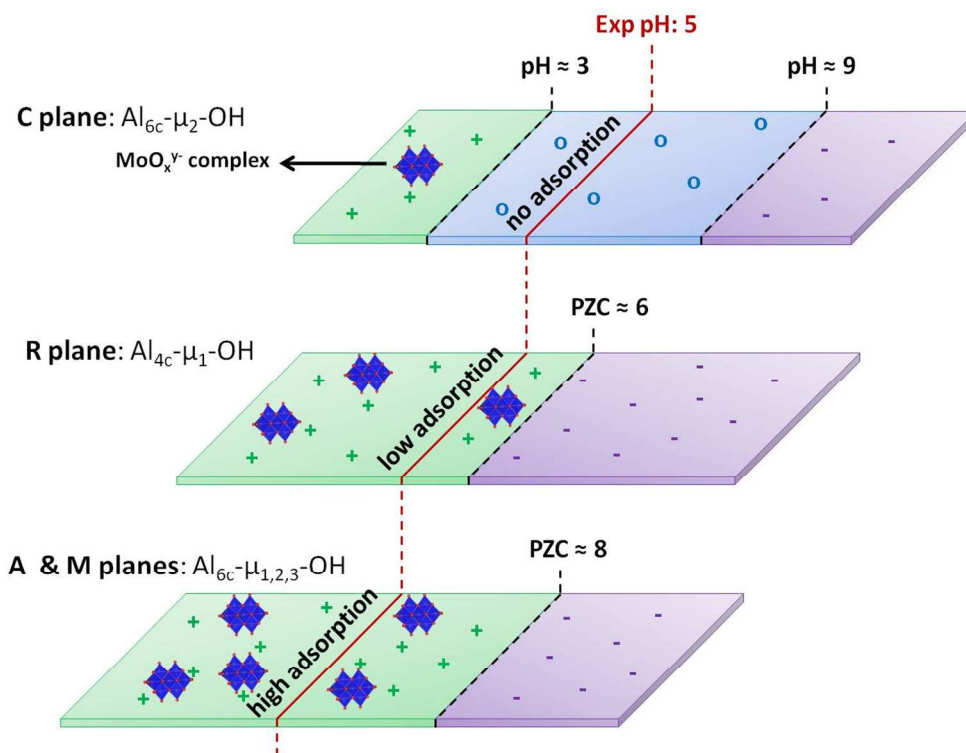 Exp pH: 5
pH ≈ 3
pH ≈ 9
C plane: Al6c-μ2-OH
MoOxy- complex
no adsorption
PZC ≈ 6
R plane: Al4c-μ1-OH
low adsorption
PZC ≈ 8
A & M planes: Al6c-μ1,2,3-OH
high adsorption